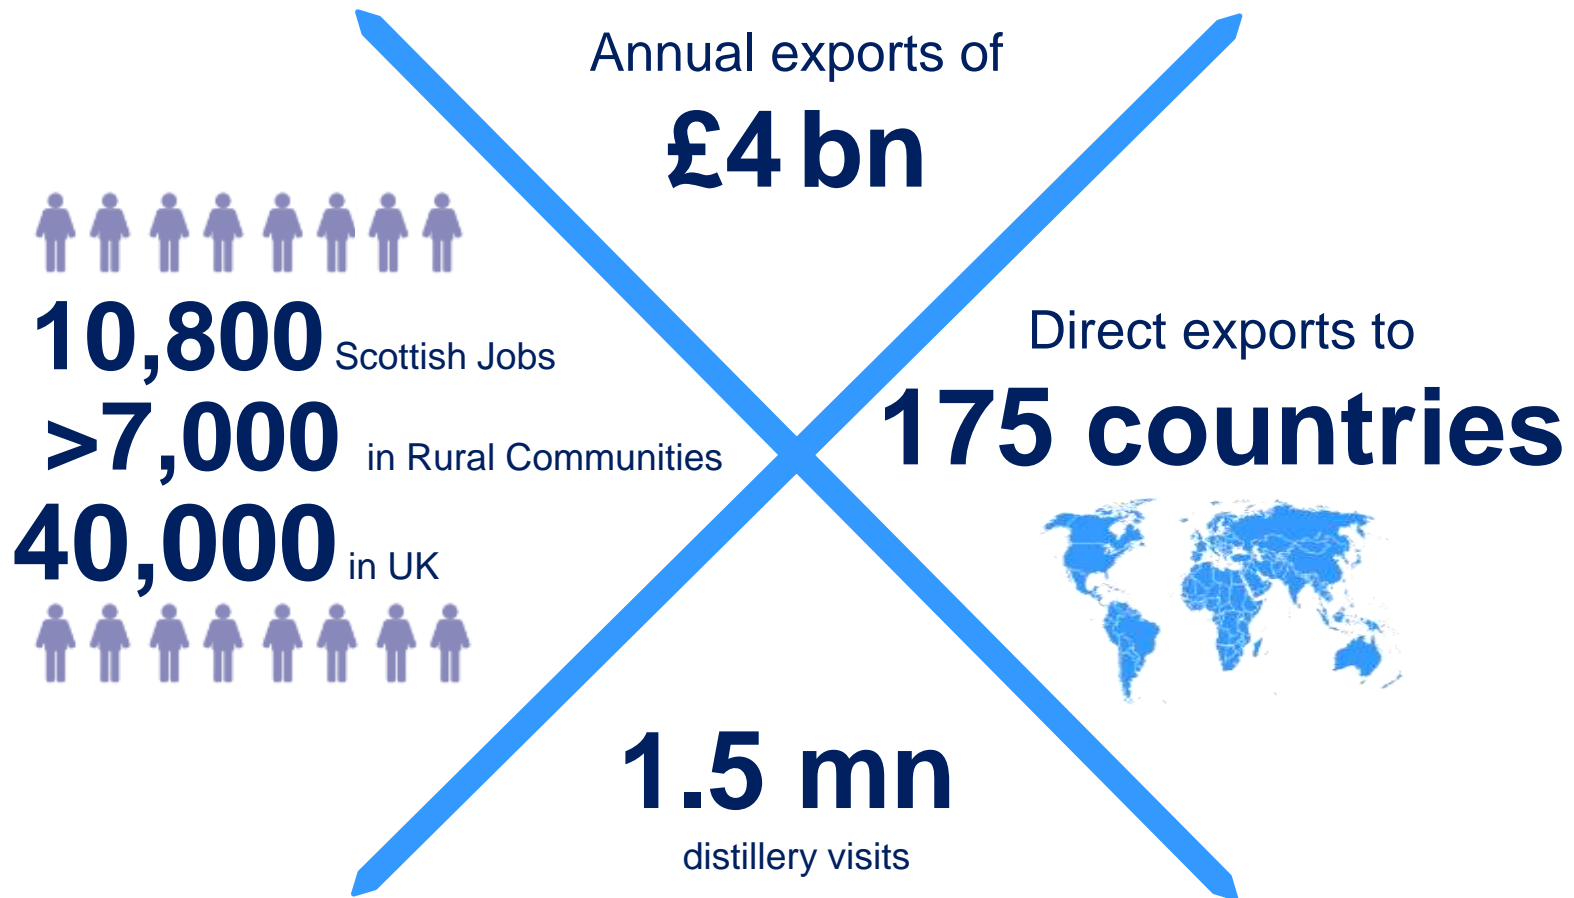 Annual exports of
£4 bn
10,800 Scottish Jobs
>7,000 in Rural Communities
40,000 in UK
Direct exports to
175 countries
1.5 mn
distillery visits